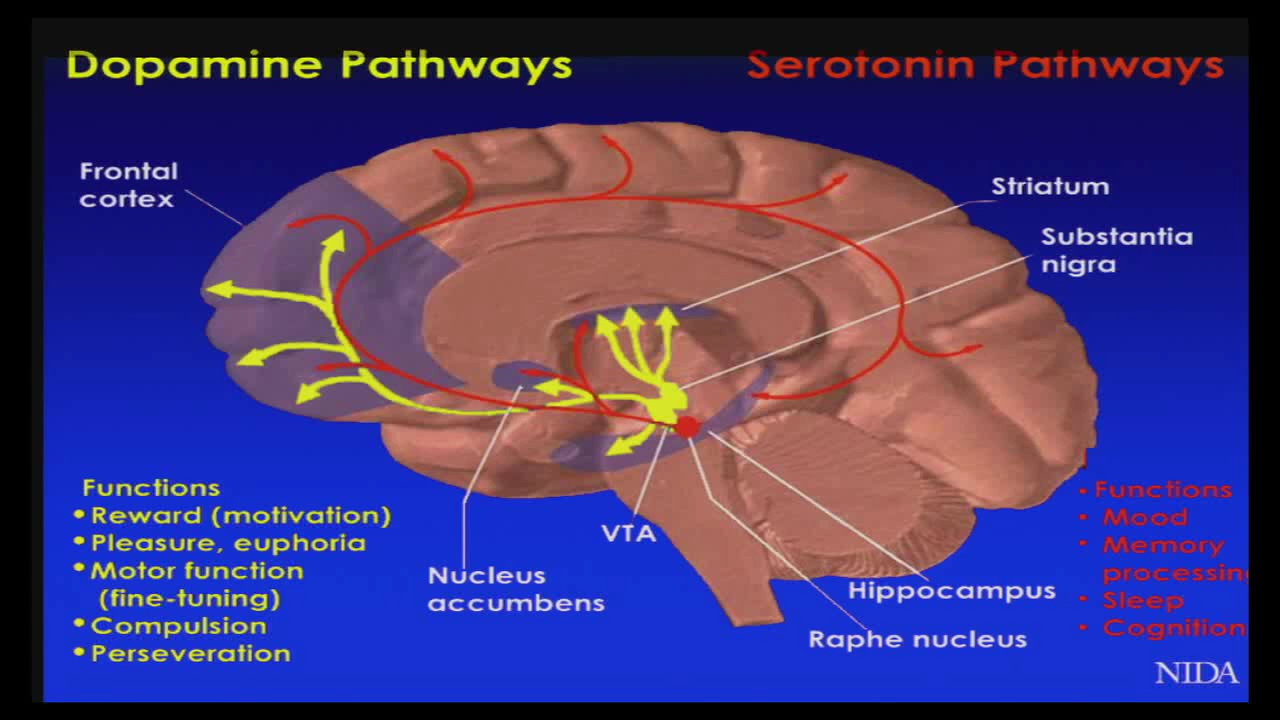 Dopamine Pathways
Serotonin Pathways
Frontal
cortex
Striatum
Substantia
nigra
Functions
• Reward (motivation)
• Pleasure, euphoria
• Motor function
(fine-tuning)
• Compulsion
• Perseveration
Nucleus
accumbens
VTA
Hippocampus
Raphe nucleus
• Functions
• Mood
• Memory
processin
• Sleep
• Cognition
NIDA